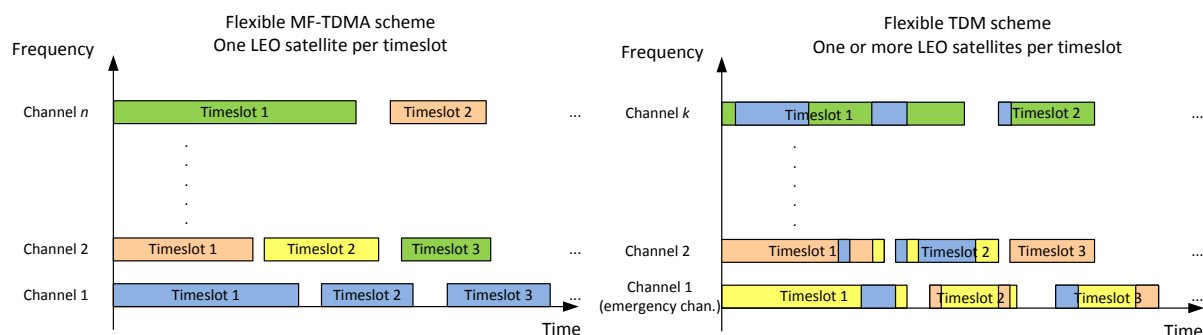 Flexible MF-TDMA scheme
One LEO satellite per timeslot
Frequency
Channel n
Timeslot 1
Timeslot 2
...
Channel 2
Timeslot 1
Timeslot 2
Timeslot 3
...
Channel 1
Timeslot 1
Timeslot 2
Timeslot 3
...
Time
Flexible TDM scheme
One or more LEO satellites per timeslot
Frequency
Channel k
Timeslot 1
Timeslot 2
...
Channel 2
Timeslot 1
Timeslot 2
Timeslot 3
...
Channel 1
(emergency chan.)
Timeslot 1
Timeslot 2
Timeslot 3
...
Time